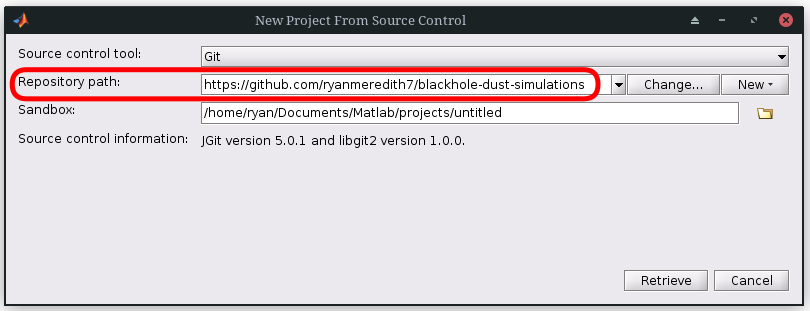 New Project From Source Control
Source control tool: Git
Repository path: https://github.com/ryanmeredith7/blackhole-dust-simulations Change... New
Sandbox: /home/ryan/Documents/Matlab/projects/untitled
Source control information: JGit version 5.0.1 and libgit2 version 1.0.0.
Retrieve Cancel